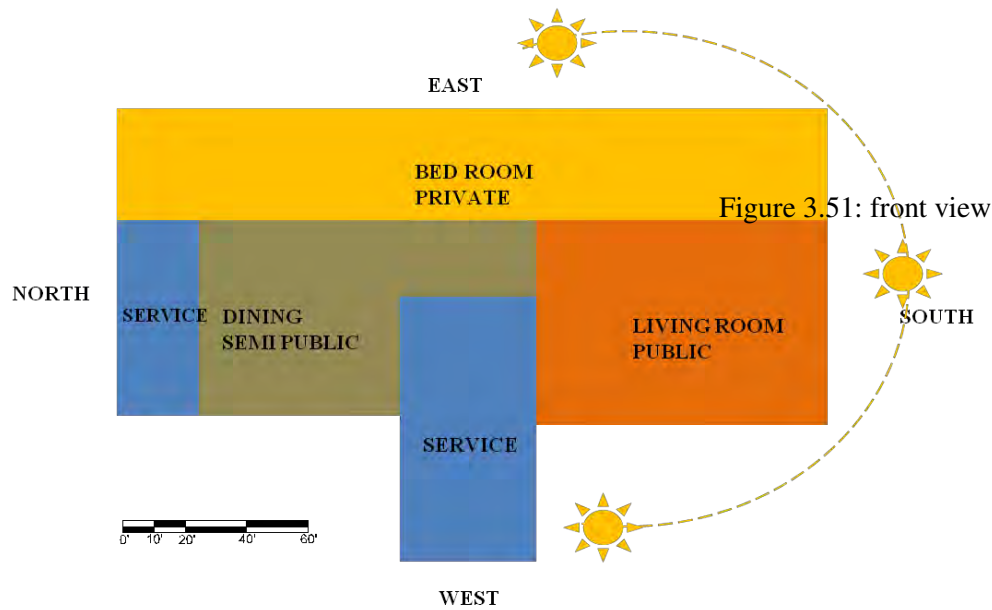 EAST
BED ROOM
PRIVATE
Figure 3.51: front view
NORTH
SERVICE
DINING
SEMI PUBLIC
LIVING ROOM
PUBLIC
SOUTH
SERVICE
0' 10' 20' 60'
WEST